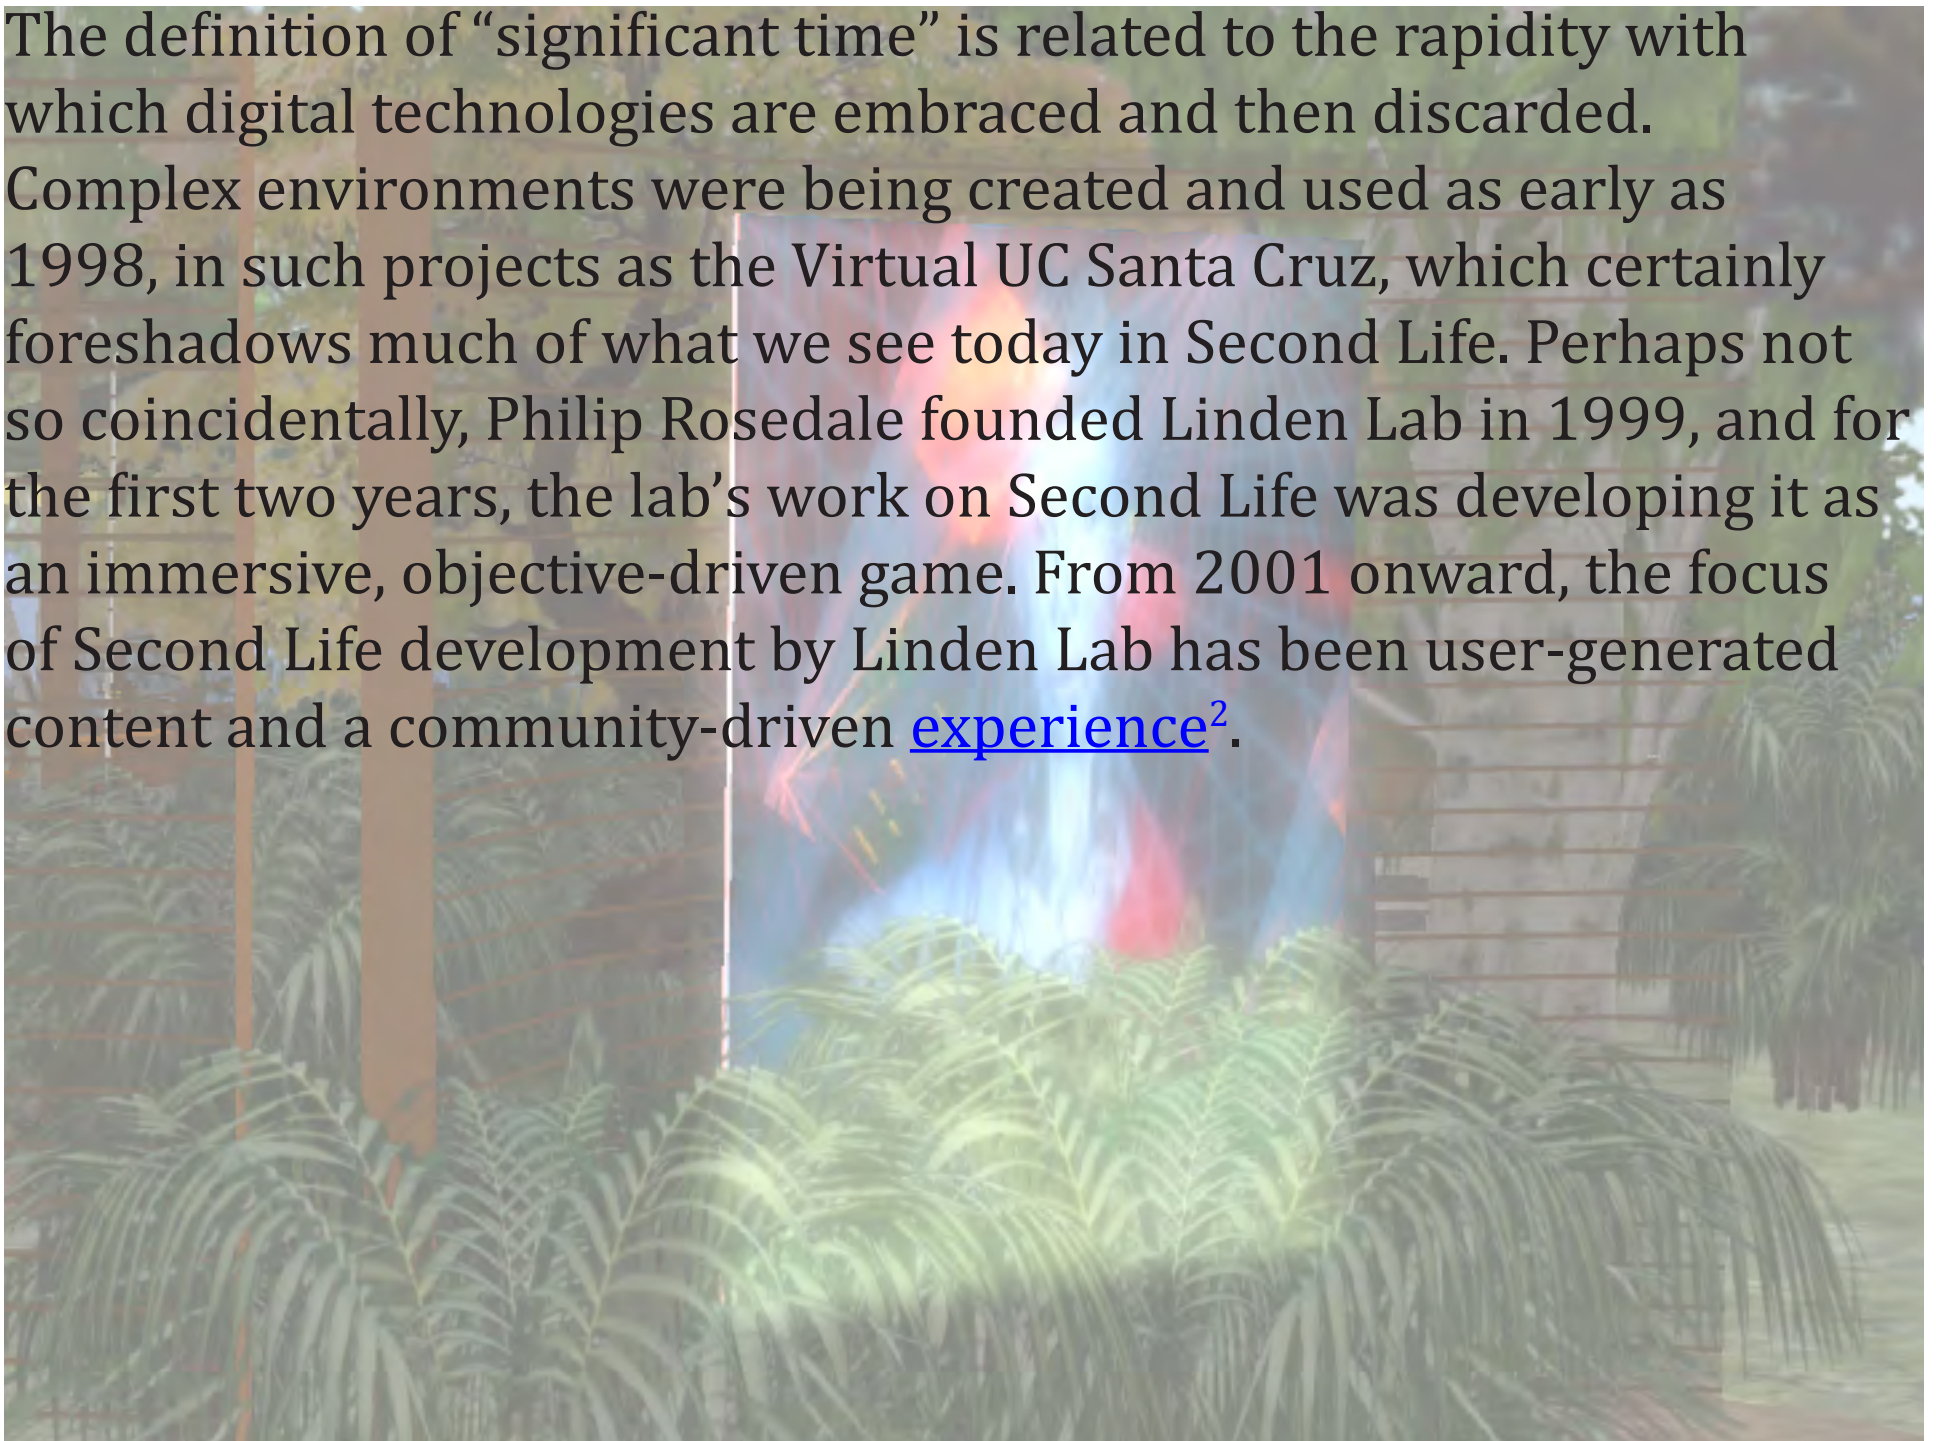 The definition of “significant time” is related to the rapidity with
which digital technologies are embraced and then discarded.
Complex environments were being created and used as early as
1998, in such projects as the Virtual UC Santa Cruz, which certainly
foreshadows much of what we see today in Second Life. Perhaps not
so coincidentally, Philip Rosedale founded Linden Lab in 1999, and for
the first two years, the lab’s work on Second Life was developing it as
an immersive, objective-driven game. From 2001 onward, the focus
of Second Life development by Linden Lab has been user-generated
content and a community-driven experience².